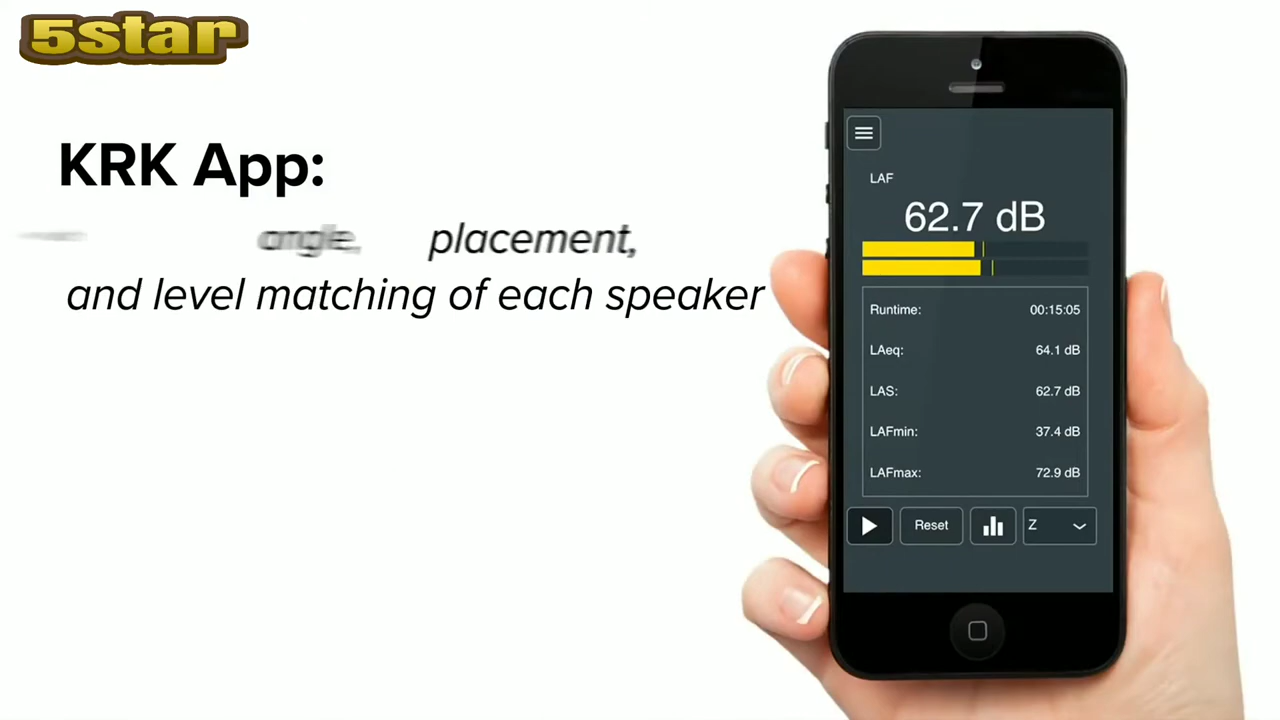 5star
KRK App:
angle, placement,
and level matching of each speaker
LAF
62.7 dB
Runtime: 00:15:05
LAeq: 64.1 dB
LAS: 62.7 dB
LAFmin: 37.4 dB
LAFmax: 72.9 dB
Reset Z